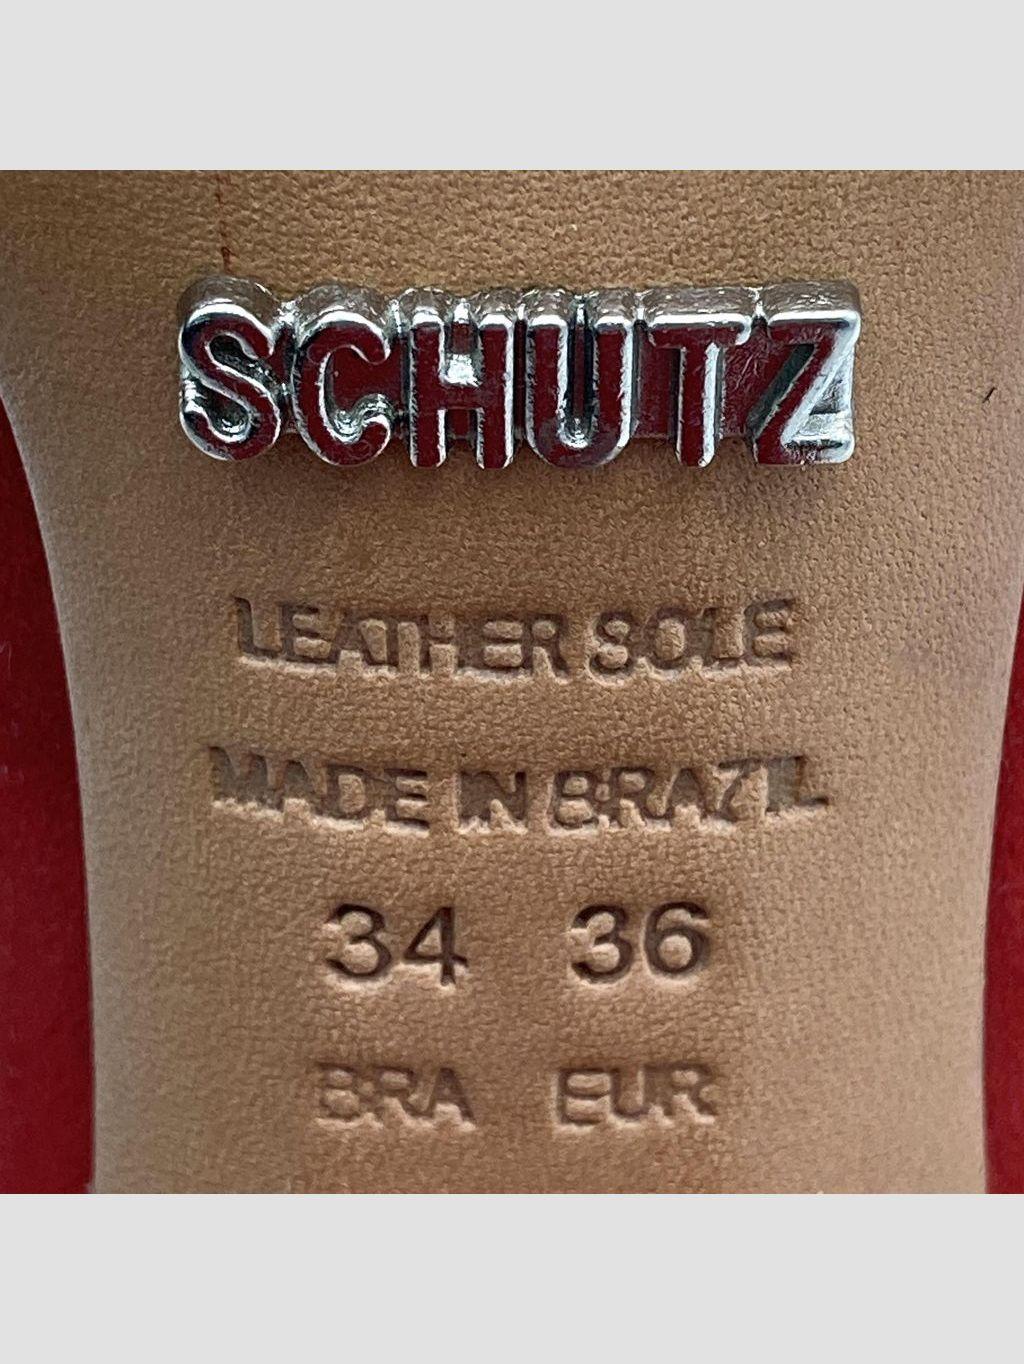 SCHUTZ
LEATHER SOLE
MADE IN BRAZIL
34 36
BRA EUR